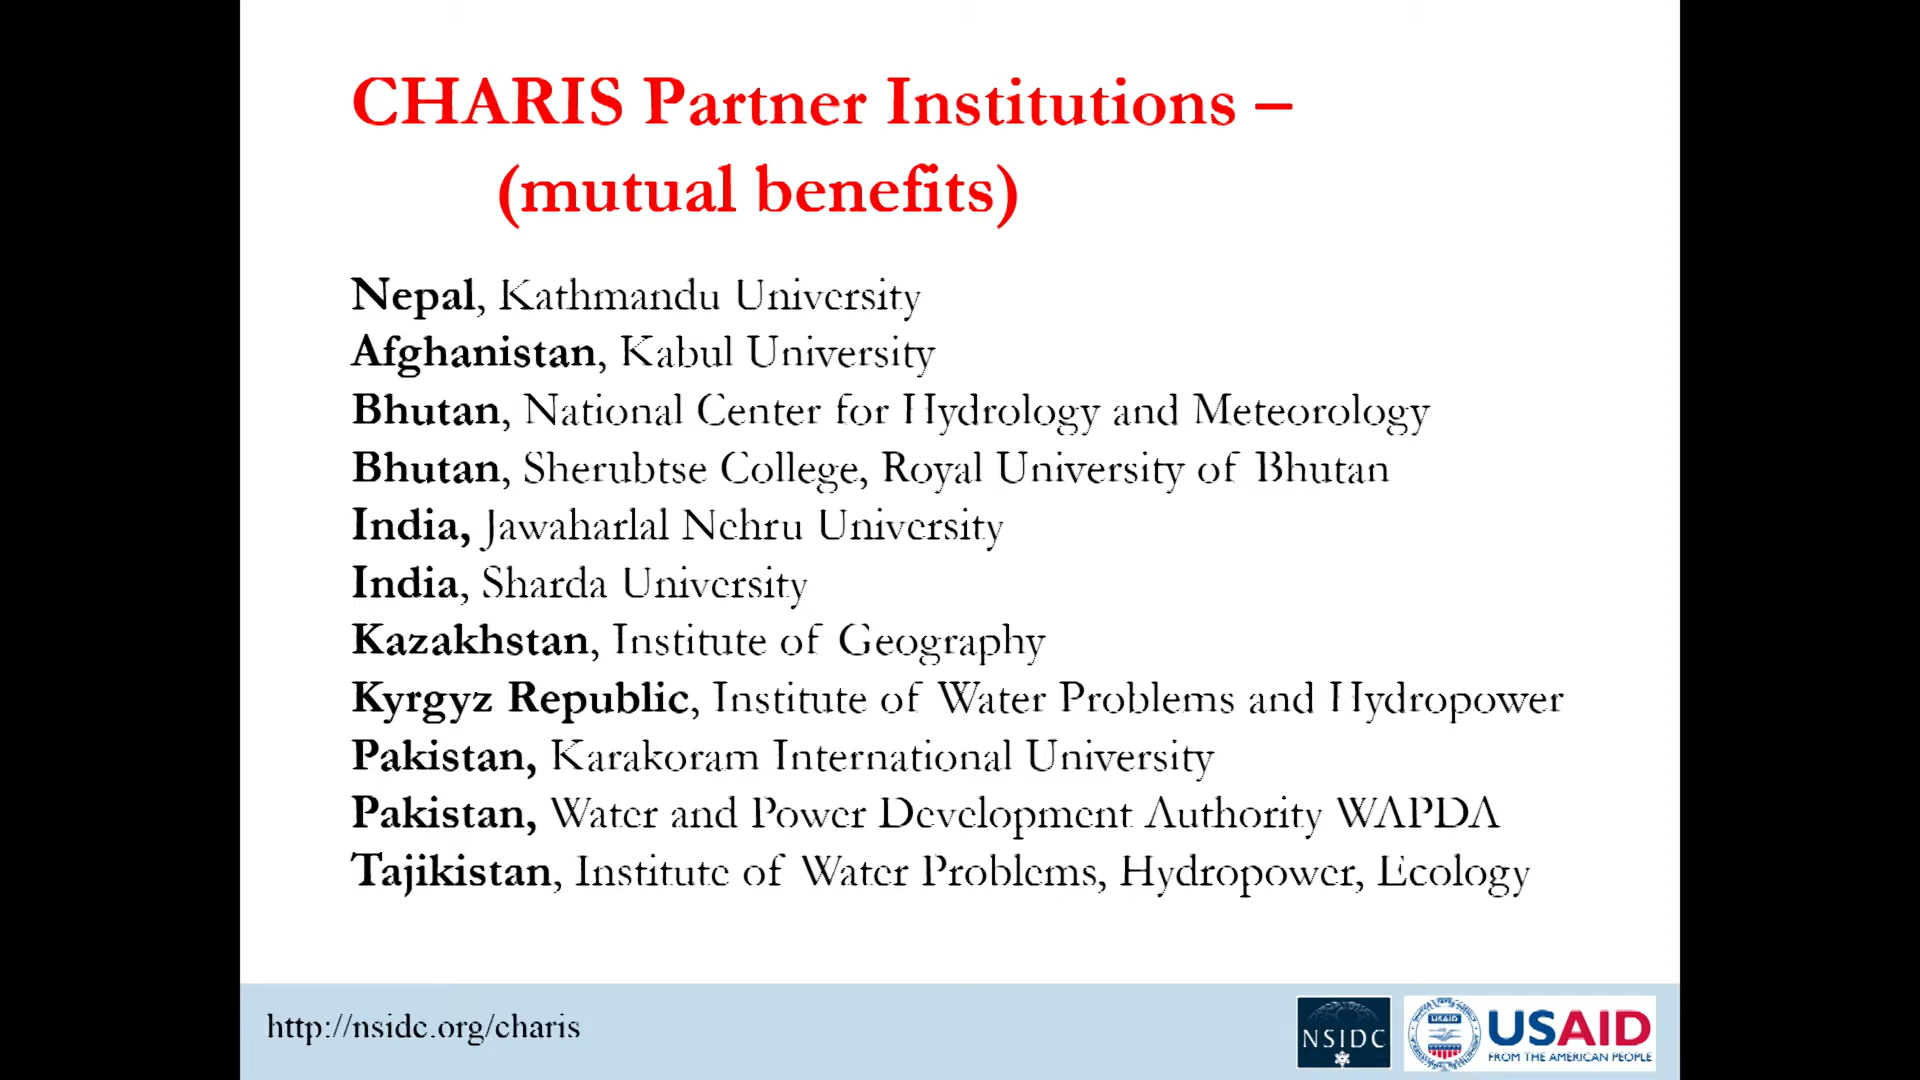 CHARIS Partner Institutions –
(mutual benefits)
Nepal, Kathmandu University
Afghanistan, Kabul University
Bhutan, National Center for Hydrology and Meteorology
Bhutan, Sherubtse College, Royal University of Bhutan
India, Jawaharlal Nehru University
India, Sharda University
Kazakhstan, Institute of Geography
Kyrgyz Republic, Institute of Water Problems and Hydropower
Pakistan, Karakoram International University
Pakistan, Water and Power Development Authority WAPDA
Tajikistan, Institute of Water Problems, Hydropower, Ecology
http://nsidc.org/charis
NSIDC
USAID
USAID
FROM THE AMERICAN PEOPLE